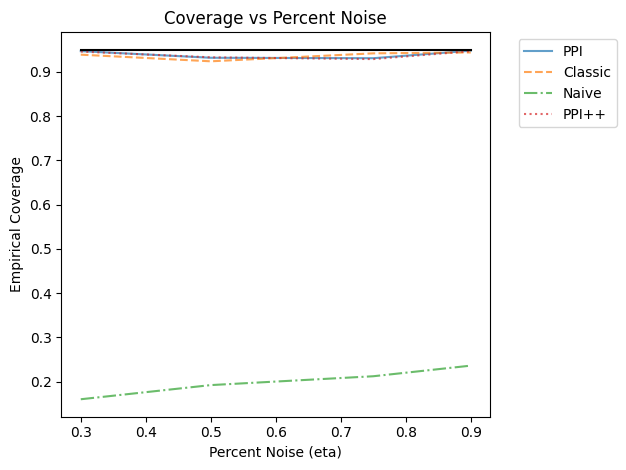 Coverage vs Percent Noise
PPI
Classic
Naive
PPI++
Empirical Coverage
0.9
0.8
0.7
0.6
0.5
0.4
0.3
0.2
0.3 0.4 0.5 0.6 0.7 0.8 0.9
Percent Noise (eta)